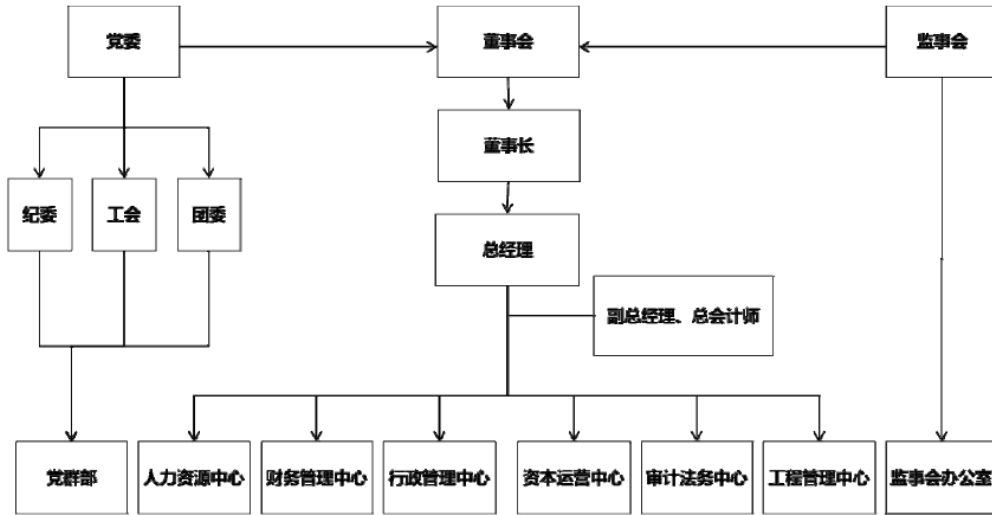 党委
董事会
监事会
董事长
纪委
工会
团委
总经理
副总经理、总会计师
党群部
人力资源中心
财务管理中心
行政管理中心
资本运营中心
审计法务中心
工程管理中心
监事会办公室